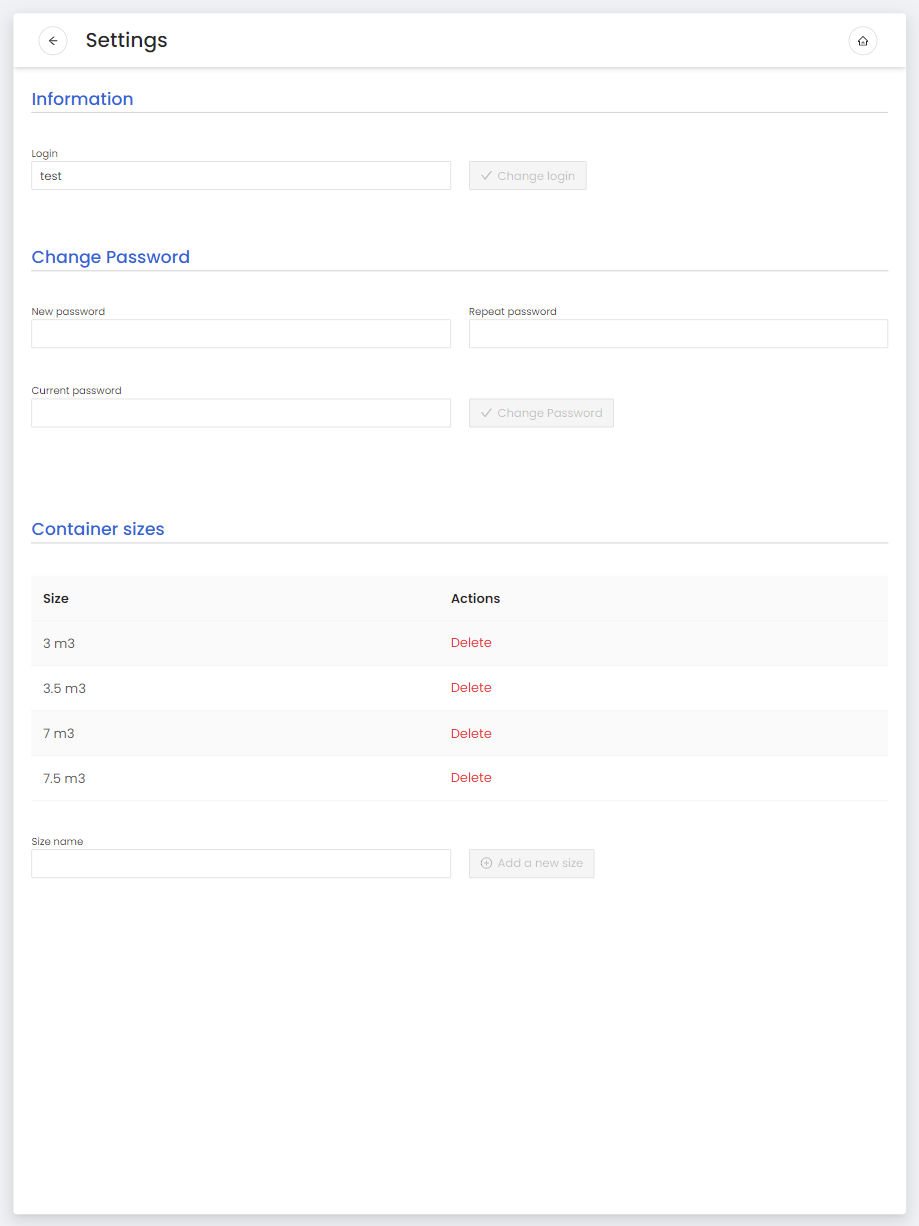 Settings
Information
Login
test
Change login
Change Password
New password
Repeat password
Current password
Change Password
Container sizes
Size Actions
3 m3 Delete
3.5 m3 Delete
7 m3 Delete
7.5 m3 Delete
Size name
Add a new size